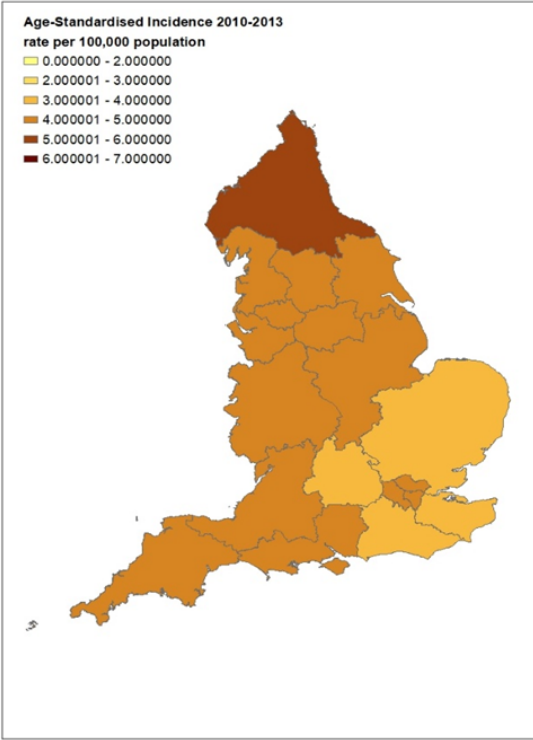 Age-Standardised Incidence 2010-2013
rate per 100,000 population
0.000000 - 2.000000
2.000001 - 3.000000
3.000001 - 4.000000
4.000001 - 5.000000
5.000001 - 6.000000
6.000001 - 7.000000